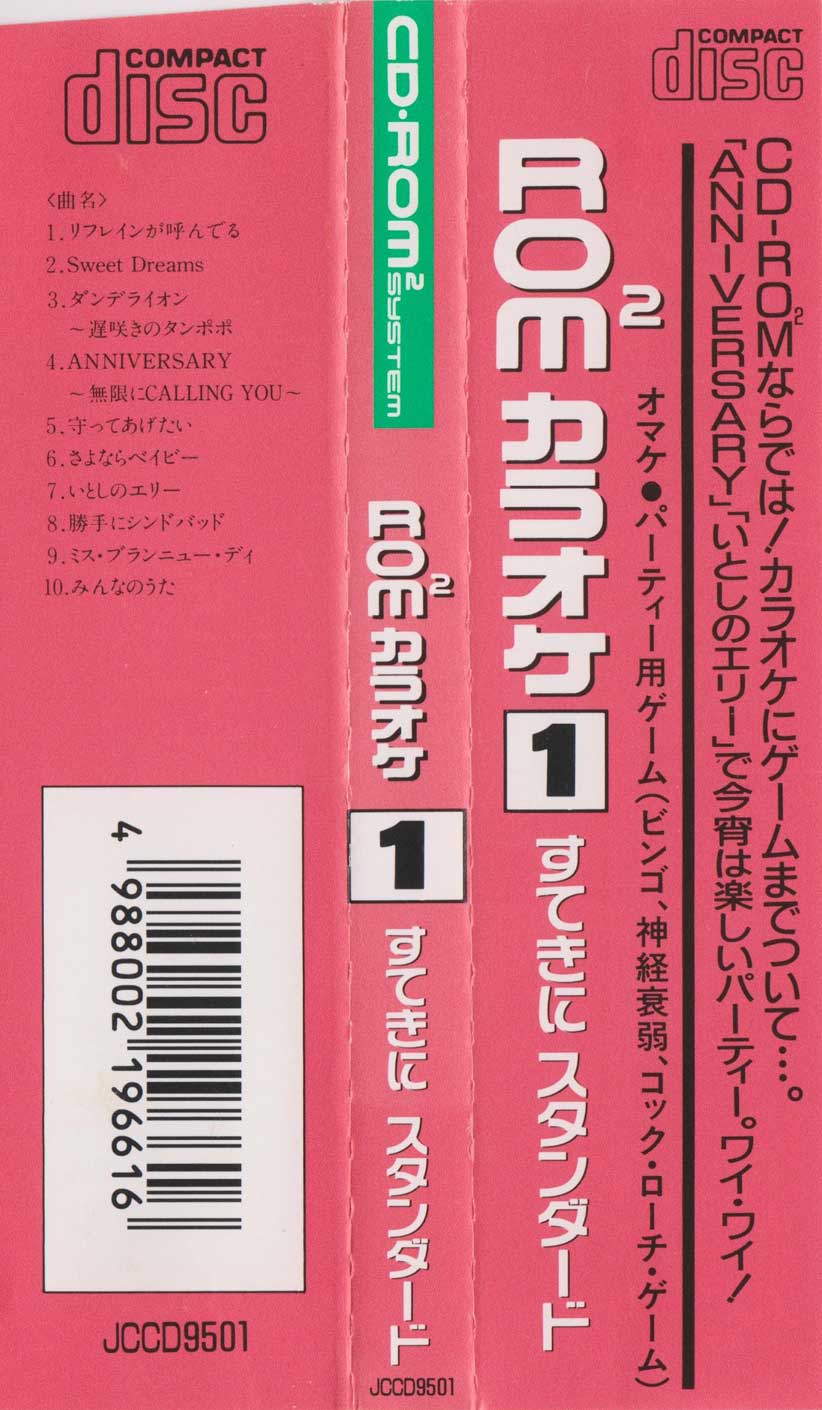 COMPACT
disc
〈曲名〉
1.リフレインが呼んでる
2.Sweet Dreams
3.ダンデライオン
～遅咲きのタンポポ
4.ANNIVERSARY
～無限にCALLING YOU～
5.守ってあげたい
6.さよならベイビー
7.いとしのエリー
8.勝手にシンドバッド
9.ミス・ブランニュー・ディ
10.みんなのうた
4 988002 196616
JCCD9501
CD・ROM² SYSTEM
ROM² カラオケ
1
すてきに スタンダード
JCCD9501
COMPACT
disc
CD-ROM²ならでは！カラオケにゲームまでついて…。
「ANNIVERSARY」「いとしのエリー」で今宵は楽しいパーティー。ワイ・ワイ！
オマケ●パーティー用ゲーム（ビンゴ、神経衰弱、コック・ローチ・ゲーム）
ROM² カラオケ
1
すてきに スタンダード